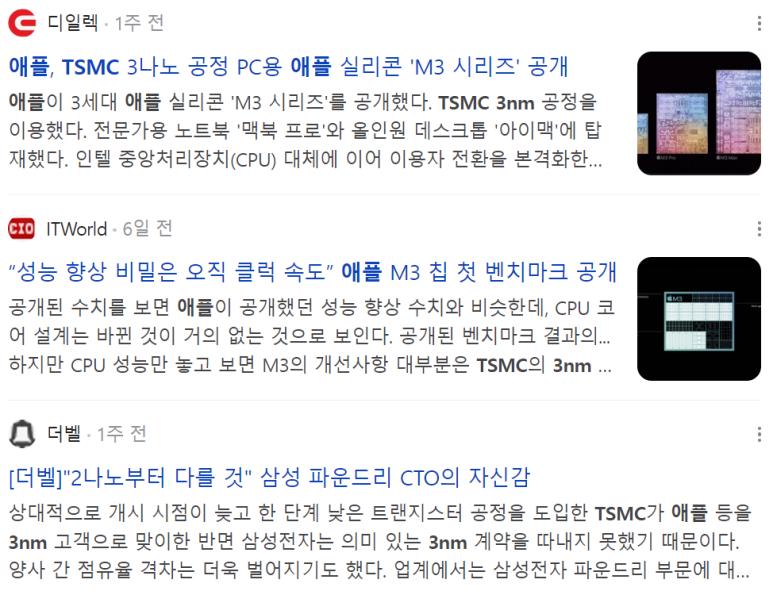 디일렉 · 1주 전
애플, TSMC 3나노 공정 PC용 애플 실리콘 'M3 시리즈' 공개
애플이 3세대 애플 실리콘 'M3 시리즈'를 공개했다. TSMC 3nm 공정을
이용했다. 전문가용 노트북 '맥북 프로'와 올인원 데스크톱 '아이맥'에 탑
재했다. 인텔 중앙처리장치(CPU) 대체에 이어 이용자 전환을 본격화한...
M3 Pro
M3 Max
CIO ITWorld · 6일 전
“성능 향상 비밀은 오직 클럭 속도” 애플 M3 칩 첫 벤치마크 공개
공개된 수치를 보면 애플이 공개했던 성능 향상 수치와 비슷한데, CPU 코
어 설계는 바뀐 것이 거의 없는 것으로 보인다. 공개된 벤치마크 결과의...
하지만 CPU 성능만 놓고 보면 M3의 개선사항 대부분은 TSMC의 3nm ...
M3
더벨 · 1주 전
[더벨]"2나노부터 다를 것" 삼성 파운드리 CTO의 자신감
상대적으로 개시 시점이 늦고 한 단계 낮은 트랜지스터 공정을 도입한 TSMC가 애플 등을
3nm 고객으로 맞이한 반면 삼성전자는 의미 있는 3nm 계약을 따내지 못했기 때문이다.
양사 간 점유율 격차는 더욱 벌어지기도 했다. 업계에서는 삼성전자 파운드리 부문에 대...